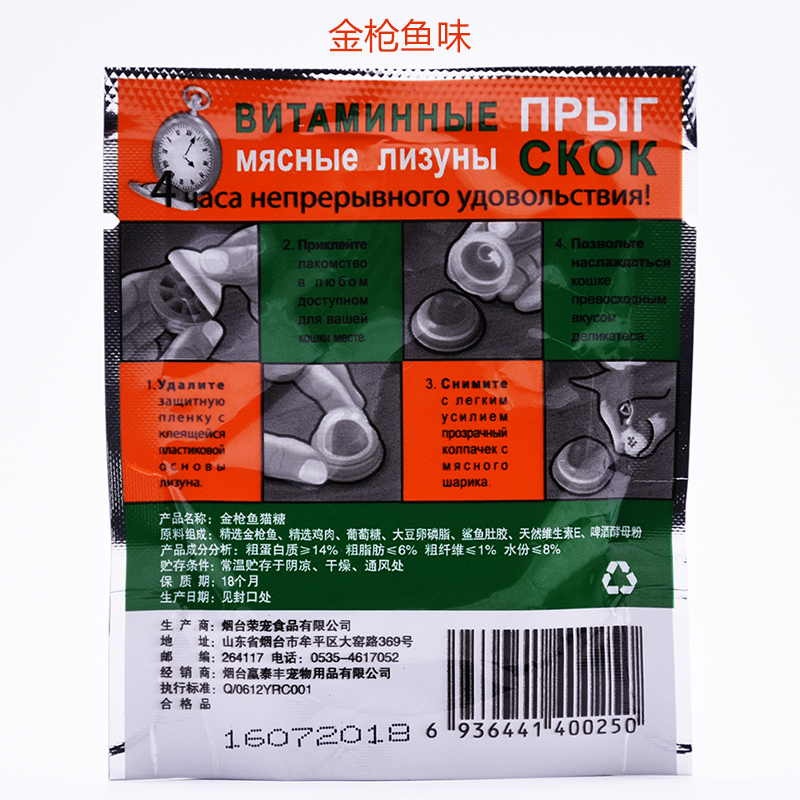 金枪鱼味
ВИТАМИННЫЕ ПРЫГ
МЯСНЫЕ ЛИЗУНЫ СКОК
4 часа непрерывного удовольствия!
2. Приклейте
лакомство
в любом
доступном
для вашей
кошки месте.
4. Позвольте
наслаждаться
кошке
превосходным
вкусом
деликатеса.
1.Удалите
защитную
пленку с
клеящейся
пластиковой
основы
лизуна.
3. Снимите
с легким
усилием
прозрачный
колпачек с
мясного
шарика.
产品名称：金枪鱼猫糖
原料组成：精选金枪鱼、精选鸡肉、葡萄糖、大豆卵磷脂、鲨鱼肚胶、天然维生素E、啤酒酵母粉
产品成分分析：粗蛋白质≥14% 粗脂肪≤6% 粗纤维≤1% 水份≤8%
贮存条件：常温贮存于阴凉、干燥、通风处
保 质 期：18个月
生产日期：见封口处
生 产 商：烟台荣宠食品有限公司
地 址：山东省烟台市牟平区大窑路369号
邮 编：264117 电话：0535-4617052
经 销 商：烟台赢泰丰宠物用品有限公司
执行标准：Q/0612YRC001
合 格 品
16072018
6 936441 400250